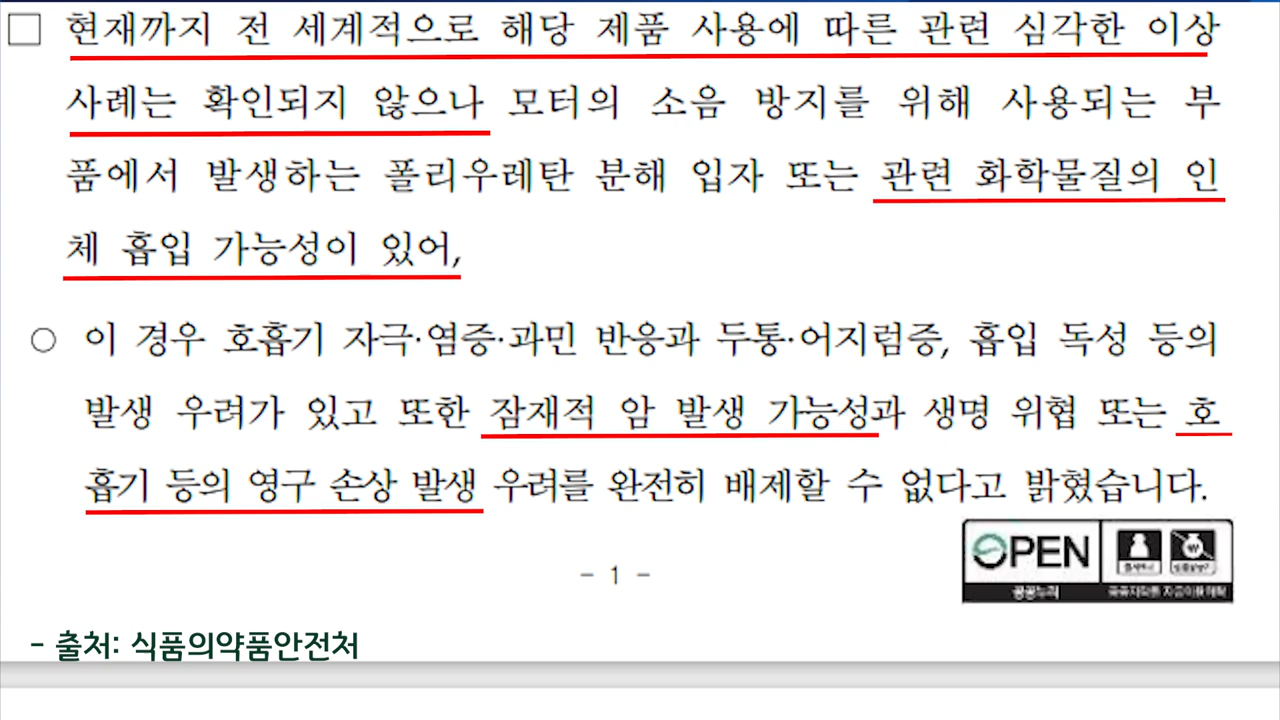 □ 현재까지 전 세계적으로 해당 제품 사용에 따른 관련 심각한 이상
사례는 확인되지 않으나 모터의 소음 방지를 위해 사용되는 부
품에서 발생하는 폴리우레탄 분해 입자 또는 관련 화학물질의 인
체 흡입 가능성이 있어,
○ 이 경우 호흡기 자극·염증·과민 반응과 두통·어지럼증, 흡입 독성 등의
발생 우려가 있고 또한 잠재적 암 발생 가능성과 생명 위협 또는 호
흡기 등의 영구 손상 발생 우려를 완전히 배제할 수 없다고 밝혔습니다.
OPEN
공공누리
- 1 -
- 출처: 식품의약품안전처